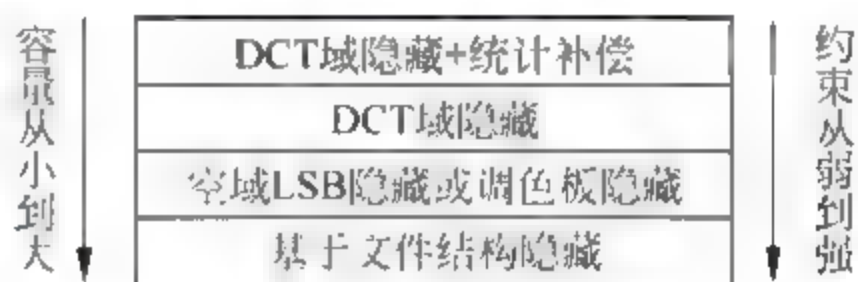 容量从小到大
DCT域隐藏+统计补偿
DCT域隐藏
空域LSB隐藏或调色板隐藏
基于文件结构隐藏
约束从弱到强